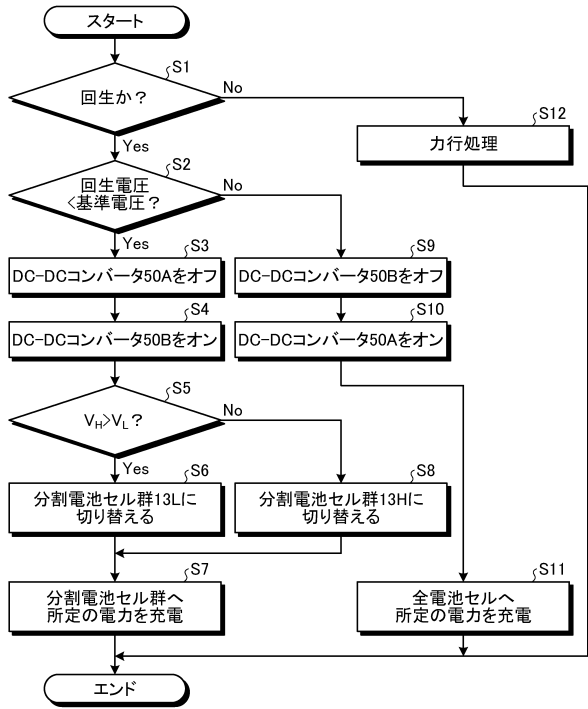 スタート
S1
回生か？
No
Yes
S12
力行処理
S2
回生電圧
<基準電圧？
No
Yes
S3
DC-DCコンバータ50Aをオフ
S9
DC-DCコンバータ50Bをオフ
S4
DC-DCコンバータ50Bをオン
S10
DC-DCコンバータ50Aをオン
S5
VH>VL？
No
Yes
S6
分割電池セル群13Lに
切り替える
S8
分割電池セル群13Hに
切り替える
S7
分割電池セル群へ
所定の電力を充電
S11
全電池セルへ
所定の電力を充電
エンド